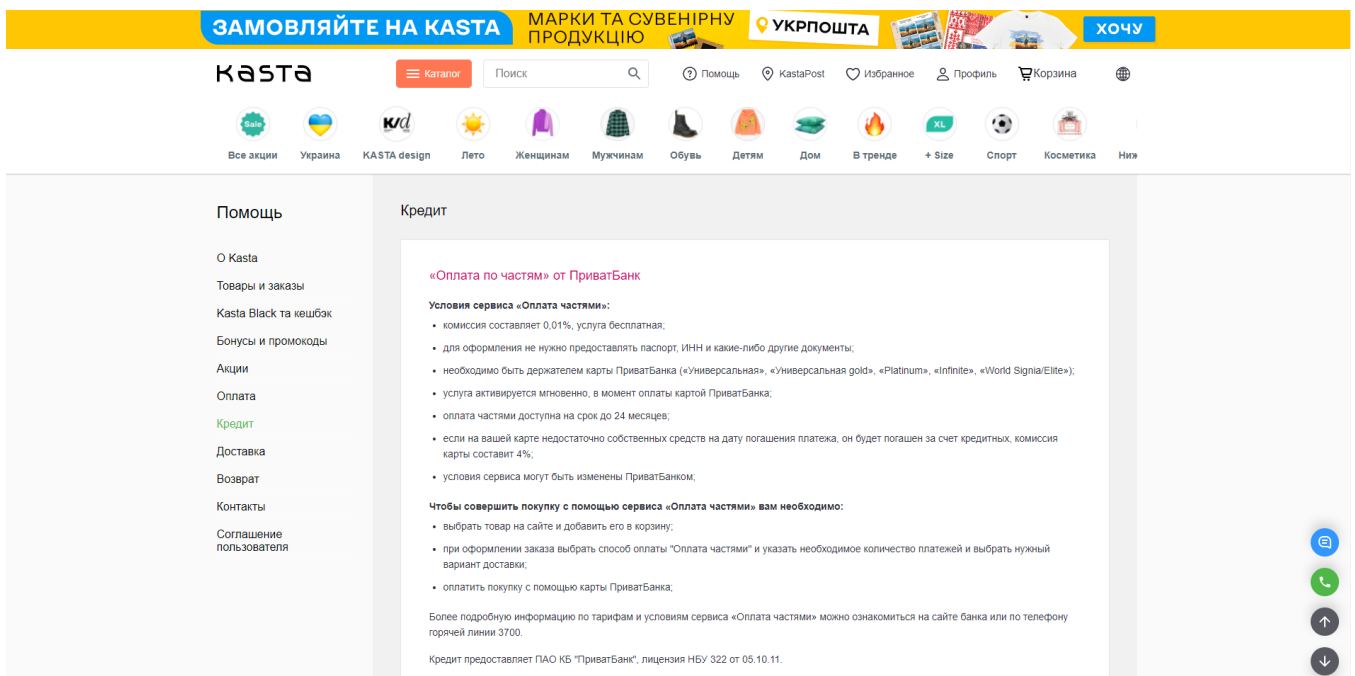 ЗАМОВЛЯЙТЕ НА KASTA
МАРКИ ТА СУВЕНІРНУ
ПРОДУКЦІЮ
УКРПОШТА
ХОЧУ
kasta
Каталог
Поиск
Помощь
KastaPost
Избранное
Профиль
Корзина
Sale
K/d
XL
Все акции
Украина
KASTA design
Лето
Женщинам
Мужчинам
Обувь
Детям
Дом
В тренде
+ Size
Спорт
Косметика
Ниж
Помощь
О Kasta
Товары и заказы
Kasta Black та кешбэк
Бонусы и промокоды
Акции
Оплата
Кредит
Доставка
Возврат
Контакты
Соглашение
пользователя
Кредит
«Оплата по частям» от ПриватБанк
Условия сервиса «Оплата частями»:
• комиссия составляет 0,01%, услуга бесплатная;
• для оформления не нужно предоставлять паспорт, ИНН и какие-либо другие документы;
• необходимо быть держателем карты ПриватБанка («Универсальная», «Универсальная gold», «Platinum», «Infinite», «World Signia/Elite»);
• услуга активируется мгновенно, в момент оплаты картой ПриватБанка;
• оплата частями доступна на срок до 24 месяцев;
• если на вашей карте недостаточно собственных средств на дату погашения платежа, он будет погашен за счет кредитных, комиссия
карты составит 4%;
• условия сервиса могут быть изменены ПриватБанком;
Чтобы совершить покупку с помощью сервиса «Оплата частями» вам необходимо:
• выбрать товар на сайте и добавить его в корзину;
• при оформлении заказа выбрать способ оплаты "Оплата частями" и указать необходимое количество платежей и выбрать нужный
вариант доставки;
• оплатить покупку с помощью карты ПриватБанка;
Более подробную информацию по тарифам и условиям сервиса «Оплата частями» можно ознакомиться на сайте банка или по телефону
горячей линии 3700.
Кредит предоставляет ПАО КБ "ПриватБанк", лицензия НБУ 322 от 05.10.11.